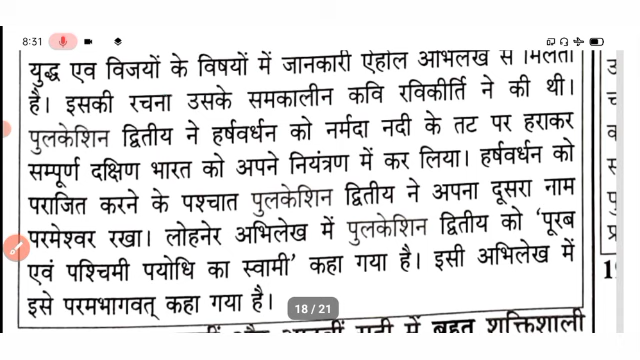 8:31
युद्ध एव विजयों के विषयों में जानकारी ऐहोल अभिलेख से मिलता
है। इसकी रचना उसके समकालीन कवि रविकीर्ति ने की थी।
पुलकेशिन द्वितीय ने हर्षवर्धन को नर्मदा नदी के तट पर हराकर
सम्पूर्ण दक्षिण भारत को अपने नियंत्रण में कर लिया। हर्षवर्धन को
पराजित करने के पश्चात पुलकेशिन द्वितीय ने अपना दूसरा नाम
परमेश्वर रखा। लोहनेर अभिलेख में पुलकेशिन द्वितीय को 'पूरब
एवं पश्चिमी पयोधि का स्वामी' कहा गया है। इसी अभिलेख में
इसे परमभागवत् कहा गया है।
18 / 21
में बहुत शक्तिशाली